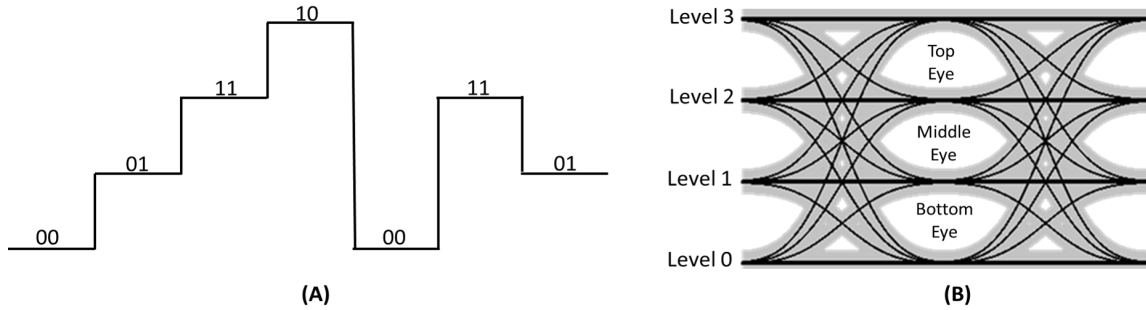 10
11
11
01
01
00
00
(A)
Level 3
Level 2
Level 1
Level 0
Top
Eye
Middle
Eye
Bottom
Eye
(B)